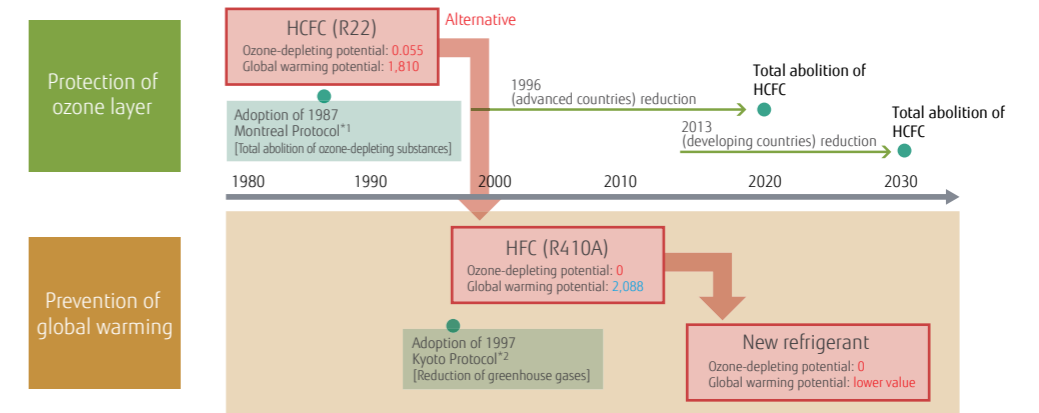 Protection of
ozone layer
HCFC (R22)
Ozone-depleting potential: 0.055
Global warming potential: 1,810
Alternative
Adoption of 1987
Montreal Protocol*1
[Total abolition of ozone-depleting substances]
1996
(advanced countries) reduction
Total abolition of
HCFC
2013
(developing countries) reduction
Total abolition of
HCFC
1980 1990 2000 2010 2020 2030
Prevention of
global warming
HFC (R410A)
Ozone-depleting potential: 0
Global warming potential: 2,088
Adoption of 1997
Kyoto Protocol*2
[Reduction of greenhouse gases]
New refrigerant
Ozone-depleting potential: 0
Global warming potential: lower value